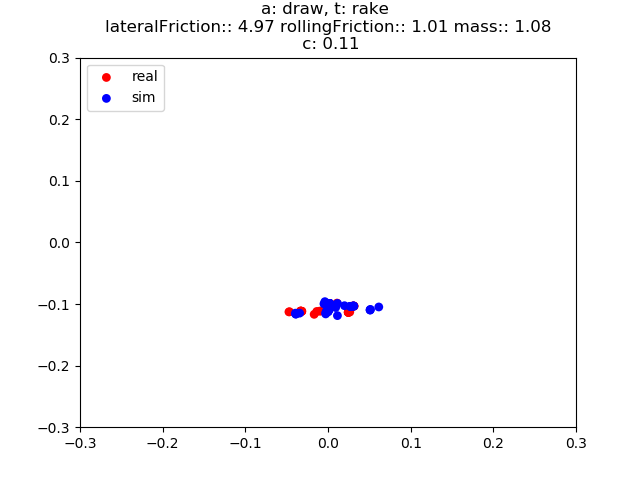 a: draw, t: rake
lateralFriction:: 4.97 rollingFriction:: 1.01 mass:: 1.08
c: 0.11
real
sim
0.3
0.2
0.1
0.0
−0.1
−0.2
−0.3
−0.3 −0.2 −0.1 0.0 0.1 0.2 0.3